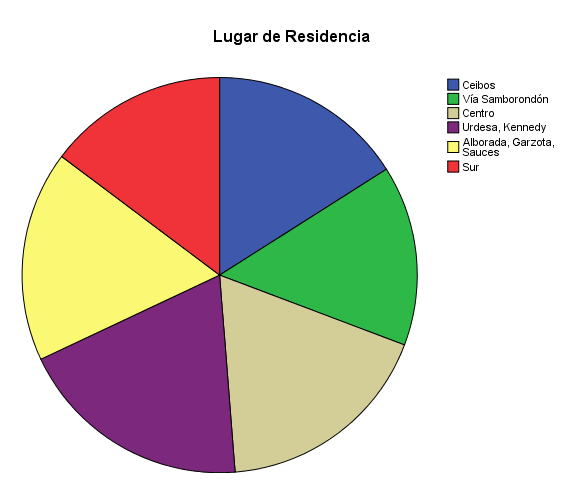 Lugar de Residencia
Ceibos
Vía Samborondón
Centro
Urdesa, Kennedy
Alborada, Garzota,
Sauces
Sur